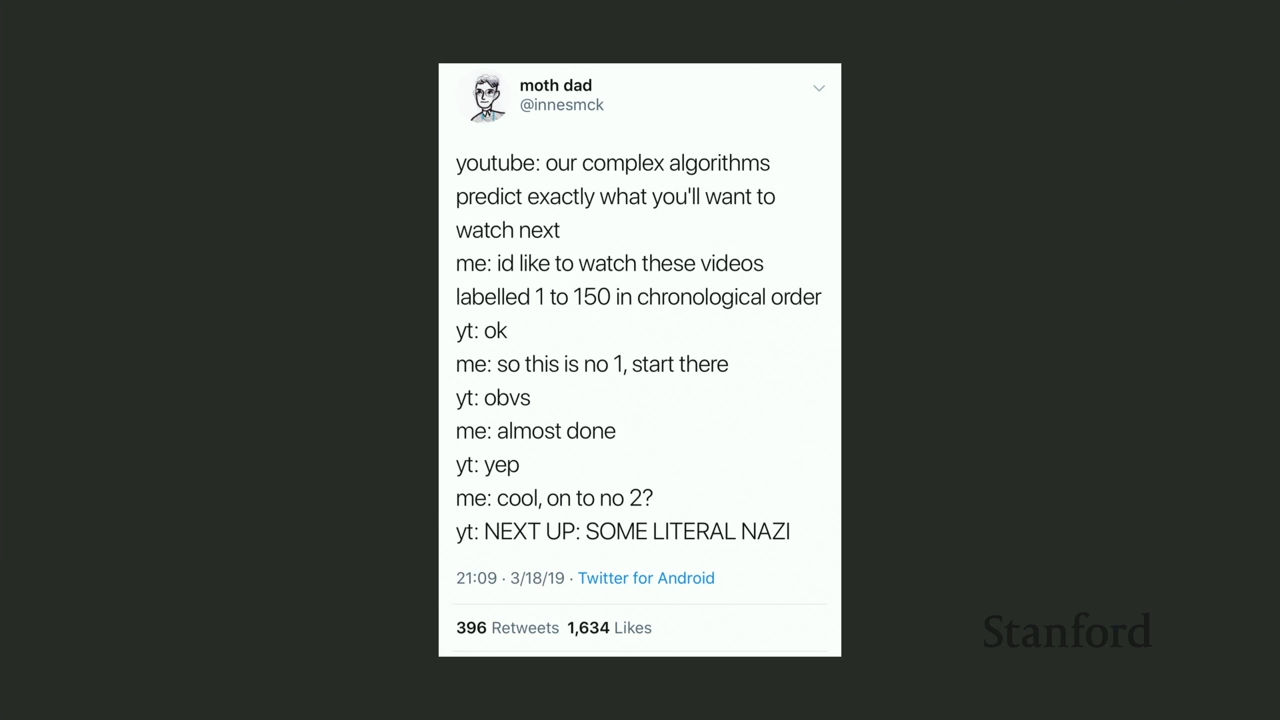 moth dad
@innesmck
youtube: our complex algorithms
predict exactly what you'll want to
watch next
me: id like to watch these videos
labelled 1 to 150 in chronological order
yt: ok
me: so this is no 1, start there
yt: obvs
me: almost done
yt: yep
me: cool, on to no 2?
yt: NEXT UP: SOME LITERAL NAZI
21:09 · 3/18/19 · Twitter for Android
396 Retweets 1,634 Likes
Stanford